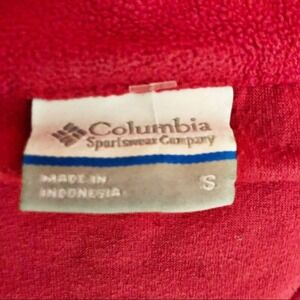 Columbia
Sportswear Company
MADE IN
INDONESIA
S